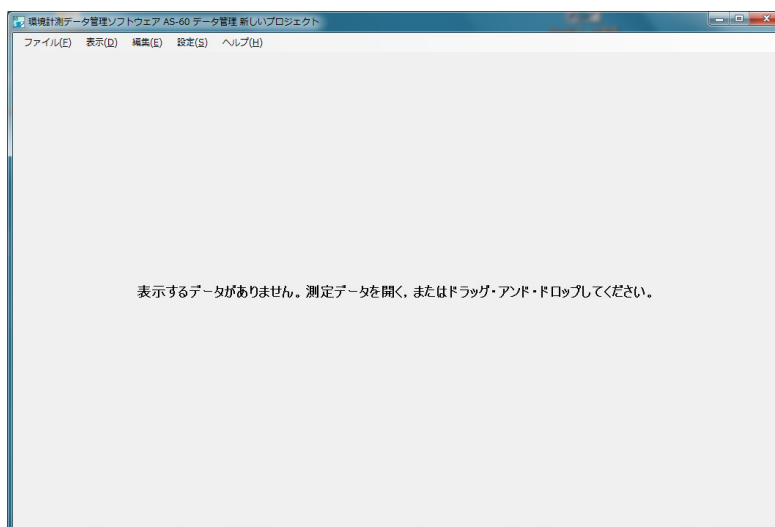 環境計測データ管理ソフトウェア AS-60 データ管理 新しいプロジェクト
ファイル(F) 表示(D) 編集(E) 設定(S) ヘルプ(H)
表示するデータがありません。測定データを開く, またはドラッグ・アンド・ドロップしてください。